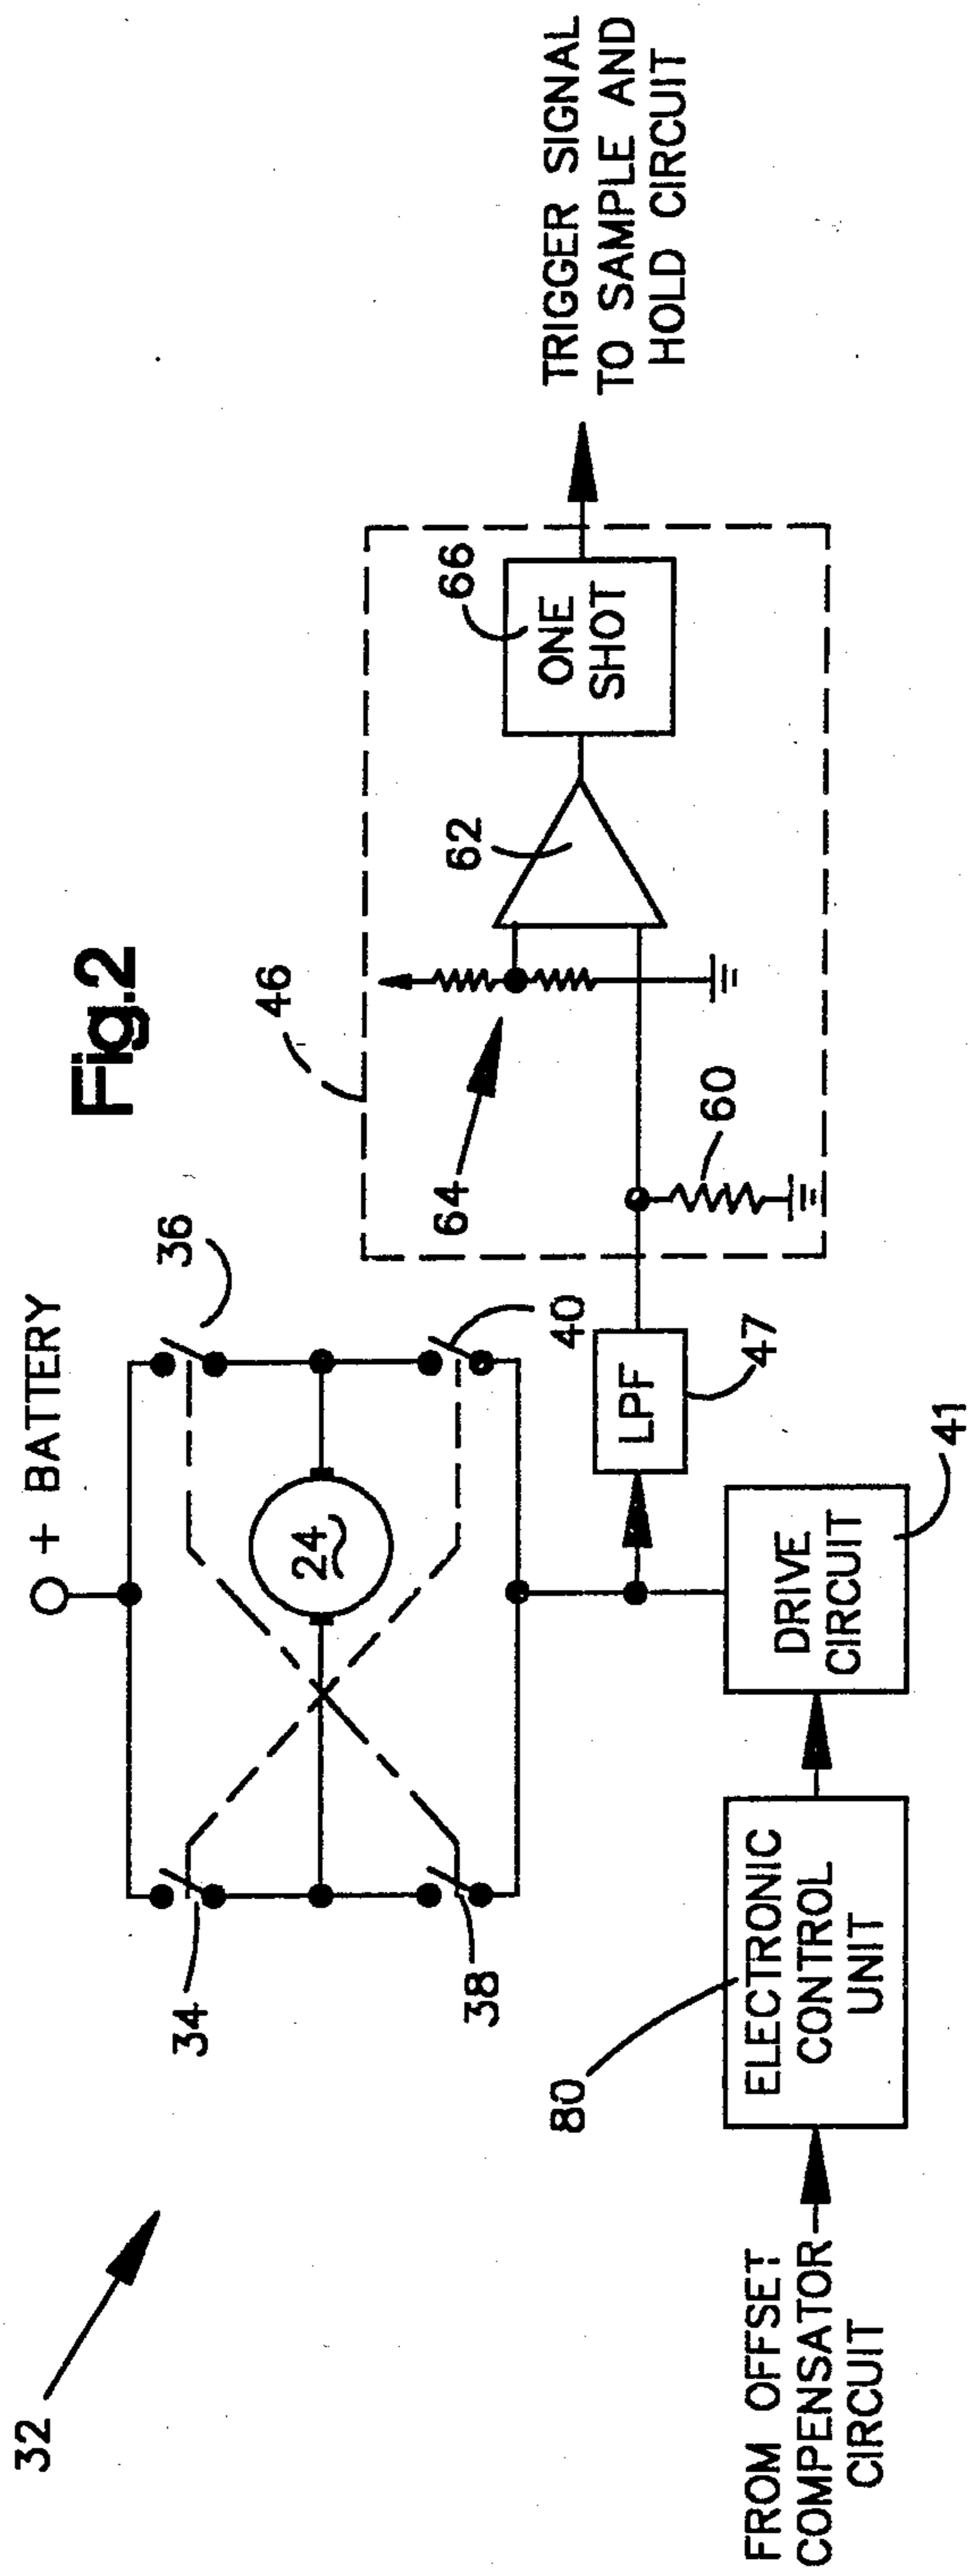 Fig.2
32
+ BATTERY
34
36
24
38
40
46
64
62
66
ONE
SHOT
TRIGGER SIGNAL
TO SAMPLE AND
HOLD CIRCUIT
60
LPF
47
80
FROM OFFSET
COMPENSATOR
CIRCUIT
ELECTRONIC
CONTROL
UNIT
DRIVE
CIRCUIT
41